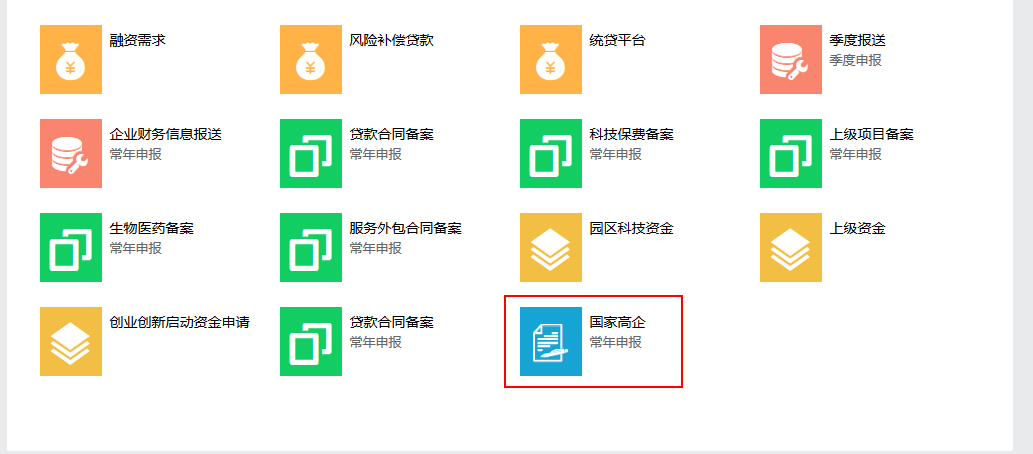 融资需求
风险补偿贷款
统贷平台
季度报送
季度申报
企业财务信息报送
常年申报
贷款合同备案
常年申报
科技保费备案
常年申报
上级项目备案
常年申报
生物医药备案
常年申报
服务外包合同备案
常年申报
园区科技资金
上级资金
创业创新启动资金申请
贷款合同备案
常年申报
国家高企
常年申报